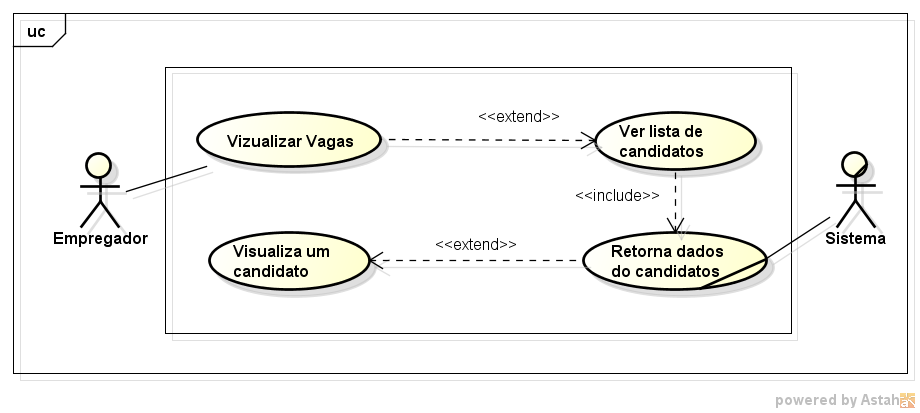 uc
<<extend>>
Vizualizar Vagas
Ver lista de
candidatos
<<include>>
Empregador
Sistema
Visualiza um
candidato
<<extend>>
Retorna dados
do candidatos
powered by Astah